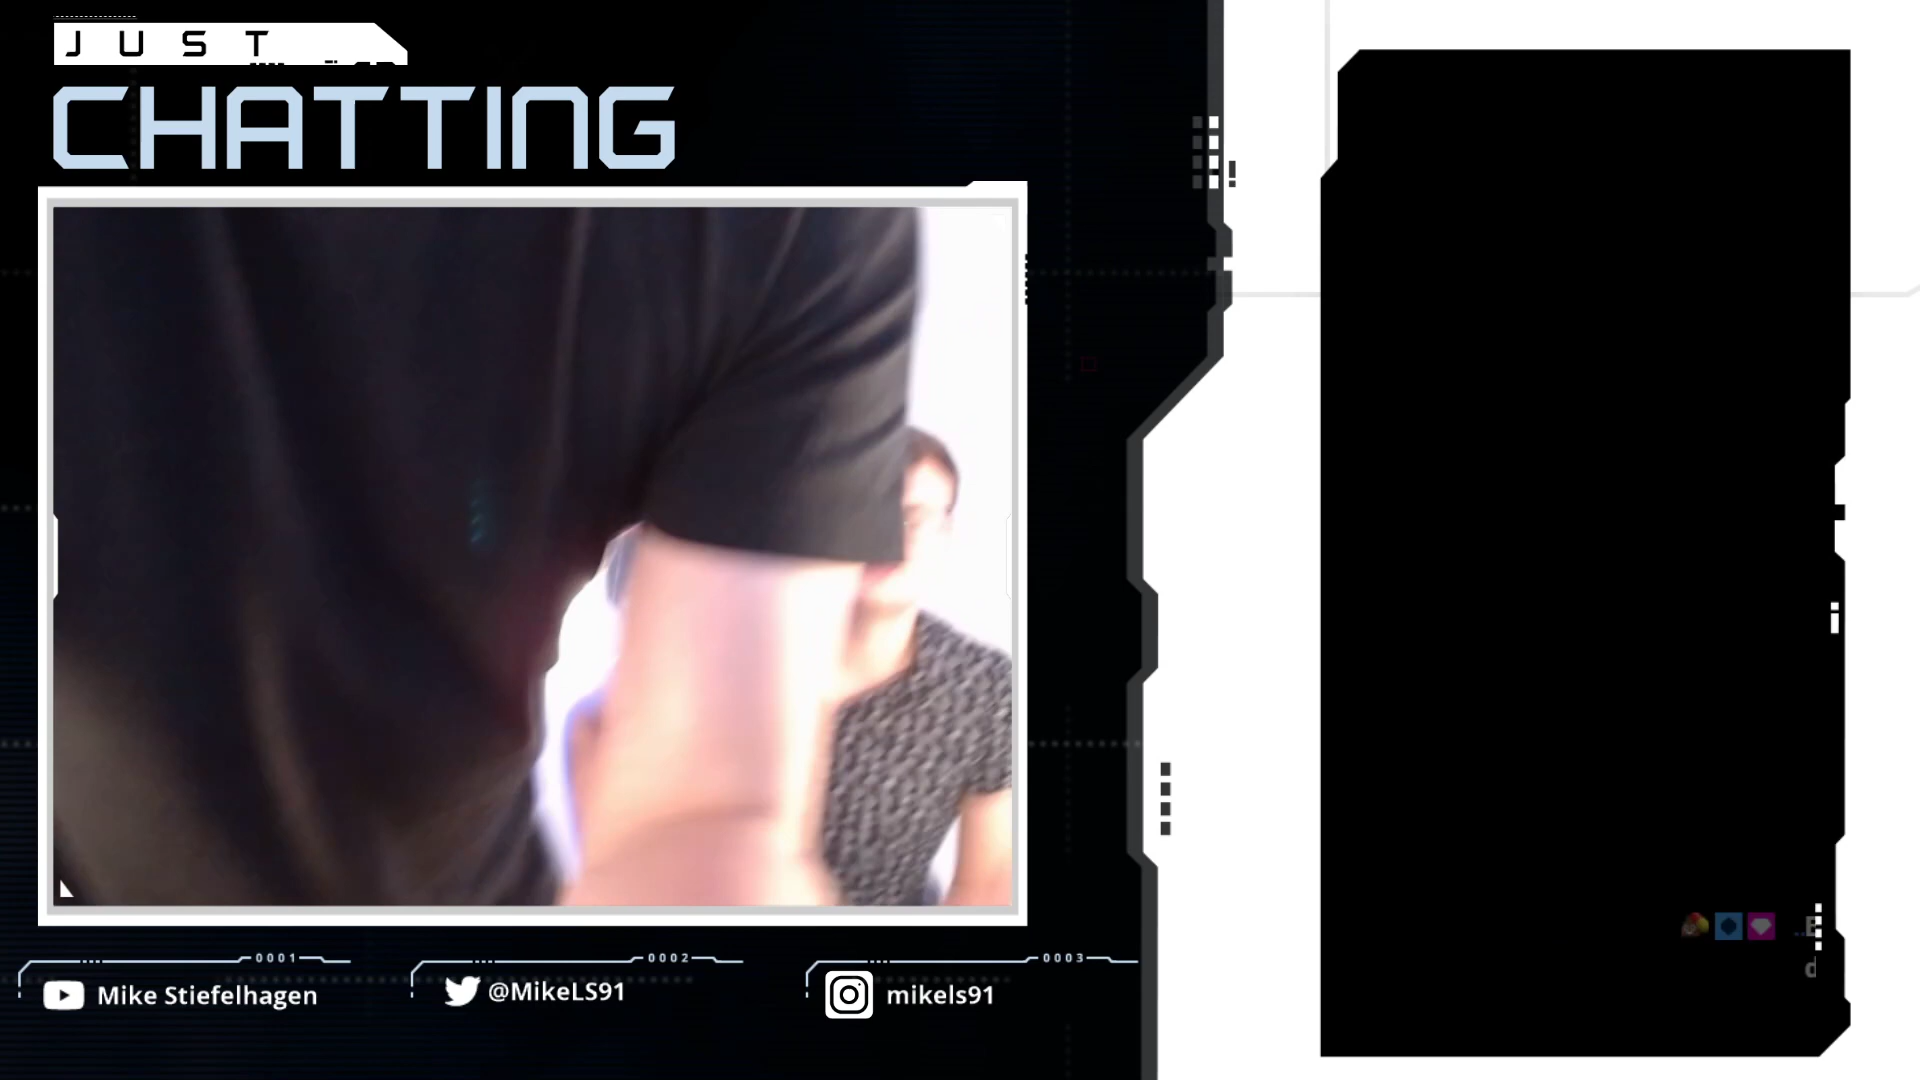 JUST
CHATTING
0001
Mike Stiefelhagen
0002
@MikeLS91
0003
mikels91